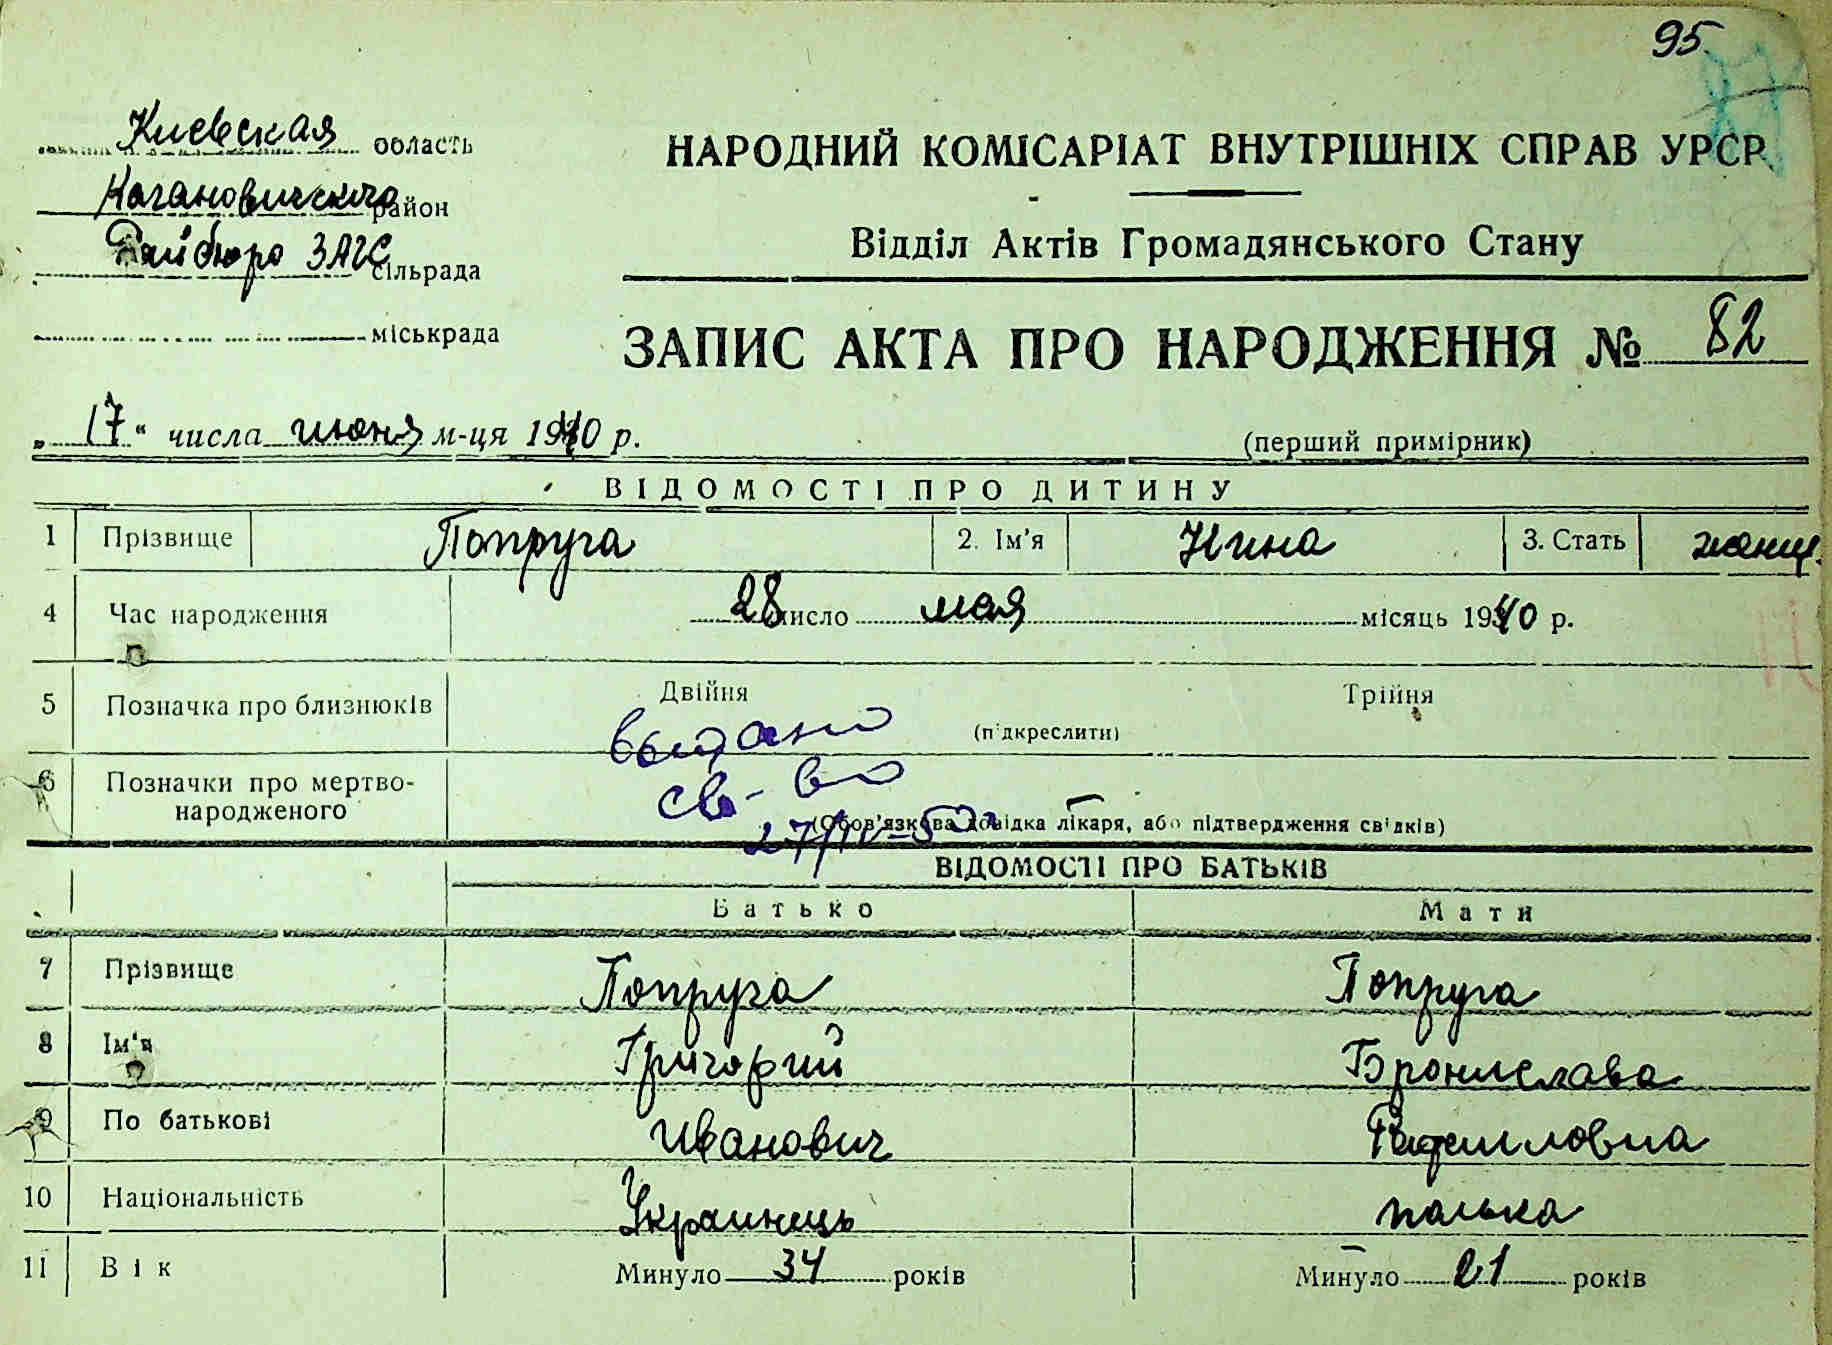 95
Киевская область
НАРОДНИЙ КОМІСАРІАТ ВНУТРІШНІХ СПРАВ УРСР
Кагановичского район
Райбюро ЗАГС сільрада
Відділ Актів Громадянського Стану
міськрада
ЗАПИС АКТА ПРО НАРОДЖЕННЯ № 82
„17“ числа июня м-ця 1940 р.
(перший примірник)
ВІДОМОСТІ ПРО ДИТИНУ
1 Прізвище Попруга 2. Ім'я Нина 3. Стать женщ.
4 Час народження 28 число мая місяць 1940 р.
5 Позначка про близнюків Двійня Трійня
(підкреслити)
выдано
6 Позначки про мертво-
народженого
св-во
(Обов'язкова довідка лікаря, або підтвердження свідків)
27/IV-5
ВІДОМОСТІ ПРО БАТЬКІВ
Батько Мати
7 Прізвище Попруга Попруга
8 Ім'я Григорий Бронислава
9 По батькові Иванович
10 Національність Украинець полька
11 Вік Минуло 34 років Минуло 21 років